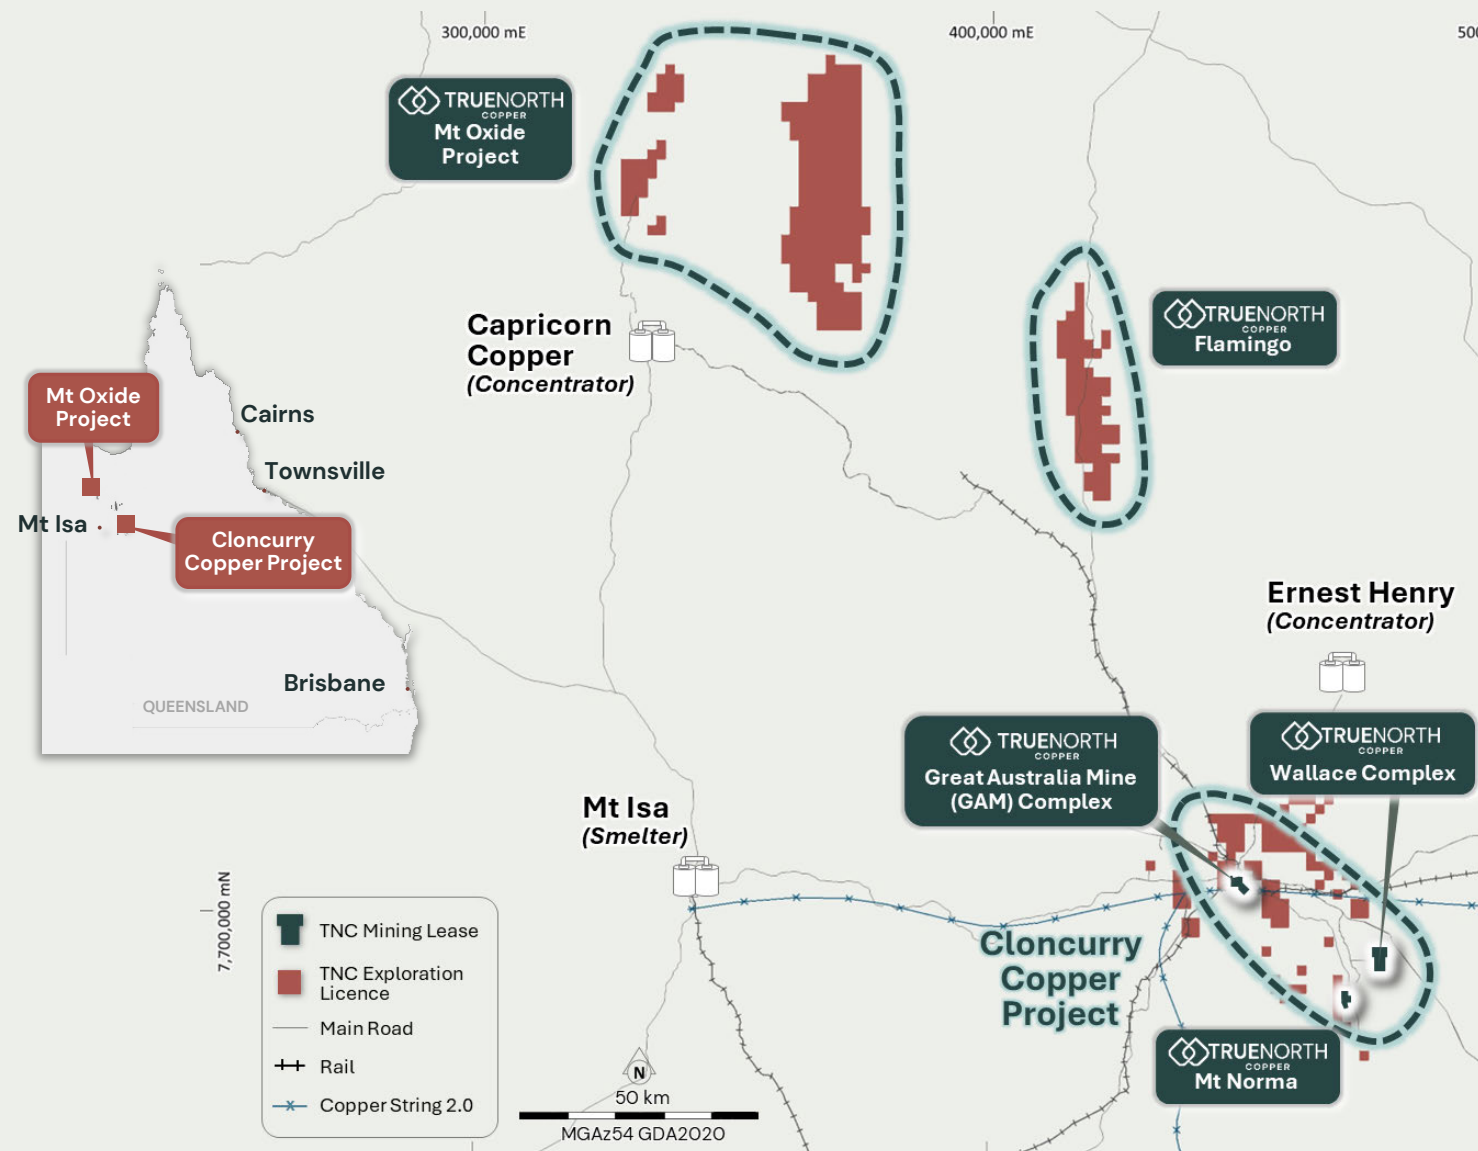 300,000 mE
400,000 mE
500
TRUENORTH
COPPER
Mt Oxide
Project
TRUENORTH
COPPER
Flamingo
Capricorn
Copper
(Concentrator)
Mt Oxide
Project
Cairns
Townsville
Mt Isa
Cloncurry
Copper Project
Brisbane
QUEENSLAND
Ernest Henry
(Concentrator)
TRUENORTH
COPPER
Great Australia Mine
(GAM) Complex
TRUENORTH
COPPER
Wallace Complex
Mt Isa
(Smelter)
7,700,000 mN
Cloncurry
Copper
Project
TRUENORTH
COPPER
Mt Norma
TNC Mining Lease
TNC Exploration
Licence
Main Road
Rail
Copper String 2.0
N
50 km
MGAz54 GDA2020